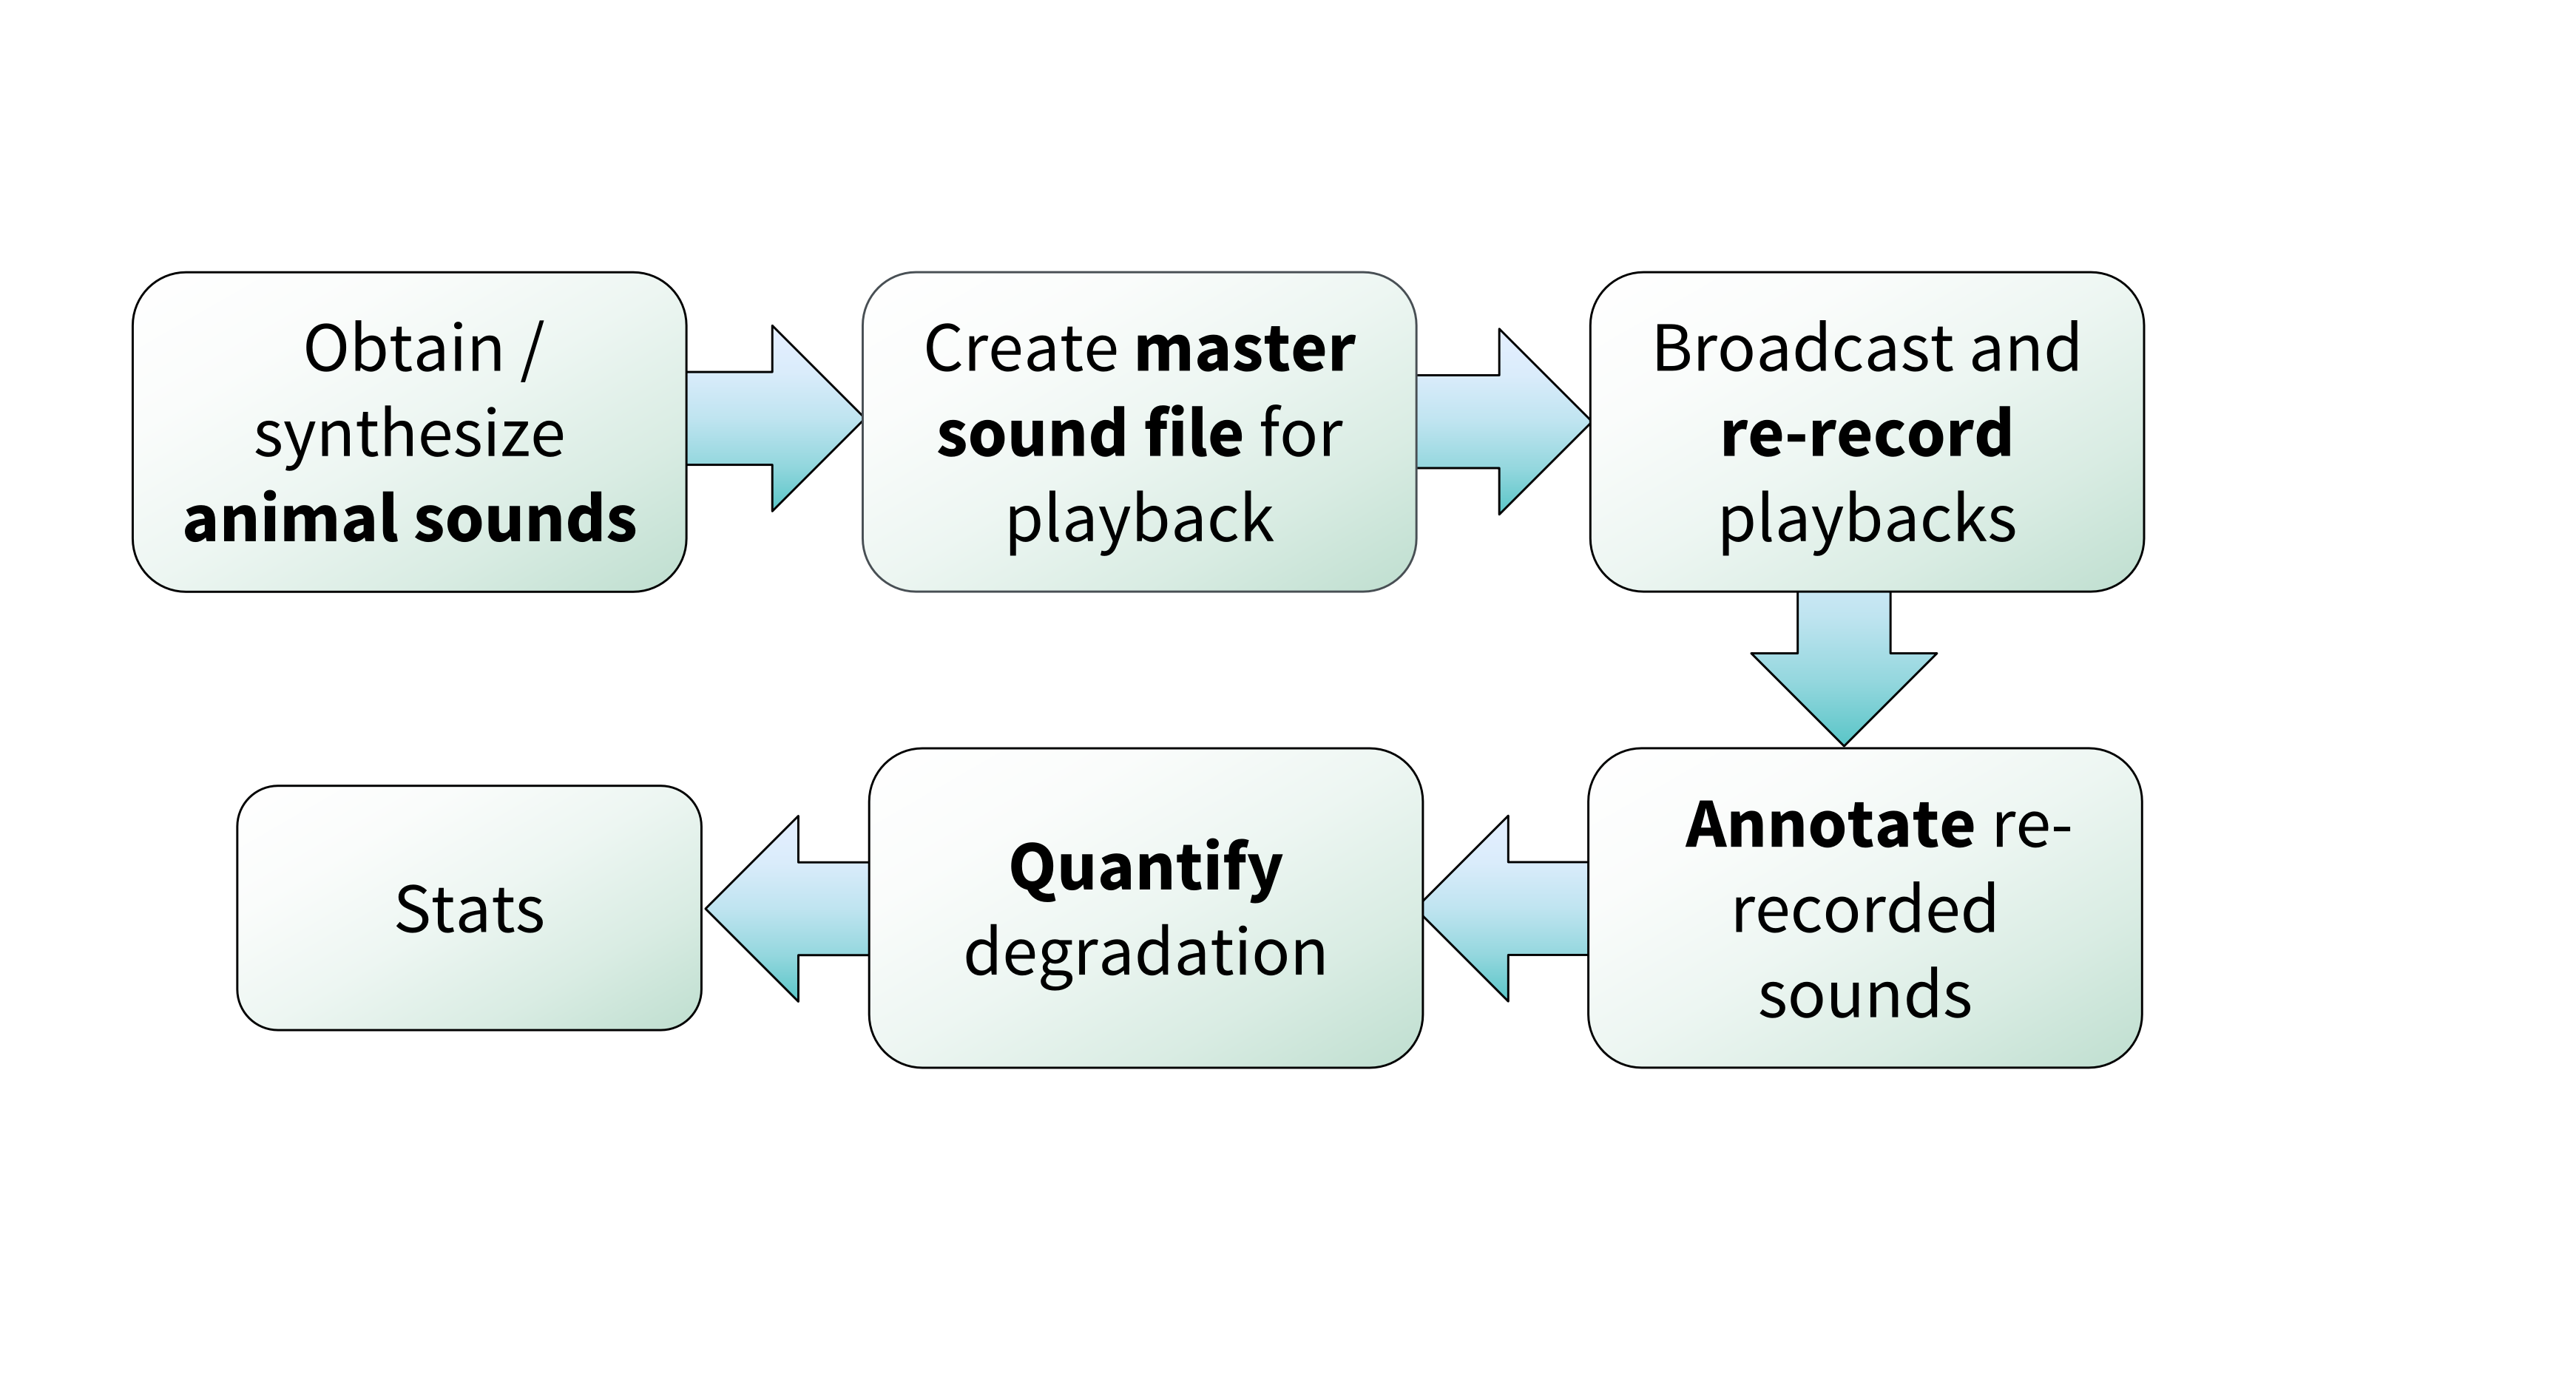 Obtain /
synthesize
animal sounds
Create master
sound file for
playback
Broadcast and
re-record
playbacks
Annotate re-
recorded
sounds
Quantify
degradation
Stats